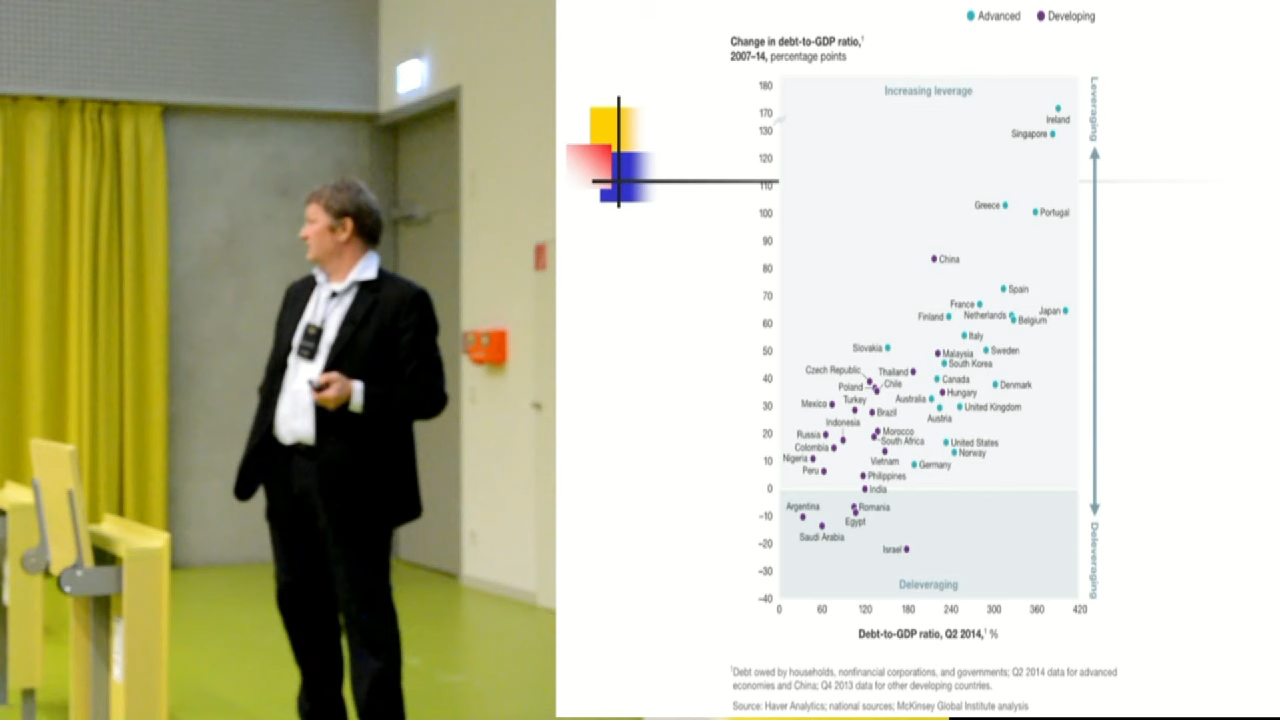 Advanced
Developing
Change in debt-to-GDP ratio,¹
2007–14, percentage points
180
170
130
120
110
100
90
80
70
60
50
40
30
20
10
0
–10
–20
–30
–40
Increasing leverage
Leveraging
Ireland
Singapore
Greece
Portugal
China
Spain
France
Japan
Finland
Netherlands
Belgium
Italy
Slovakia
Malaysia
Sweden
South Korea
Czech Republic
Thailand
Canada
Poland
Chile
Denmark
Turkey
Australia
Hungary
Mexico
Brazil
United Kingdom
Indonesia
Austria
Russia
Morocco
South Africa
United States
Colombia
Norway
Nigeria
Vietnam
Germany
Peru
Philippines
India
Argentina
Romania
Egypt
Saudi Arabia
Israel
Deleveraging
Deleveraging
0 60 120 180 240 300 360 420
Debt-to-GDP ratio, Q2 2014,¹ %
¹Debt owed by households, nonfinancial corporations, and governments; Q2 2014 data for advanced
economies and China; Q4 2013 data for other developing countries.
Source: Haver Analytics; national sources; McKinsey Global Institute analysis